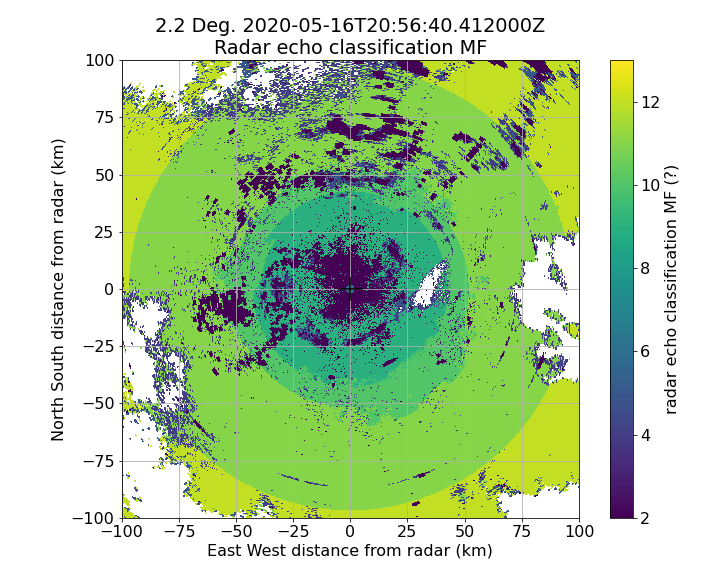 2.2 Deg. 2020-05-16T20:56:40.412000Z
Radar echo classification MF
100
75
50
25
0
−25
−50
−75
−100
North South distance from radar (km)
−100 −75 −50 −25 0 25 50 75 100
East West distance from radar (km)
12
10
8
6
4
2
radar echo classification MF (?)